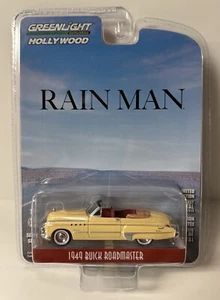 GREENLIGHT
HOLLYWOOD
RAIN MAN
1949 BUICK ROADMASTER